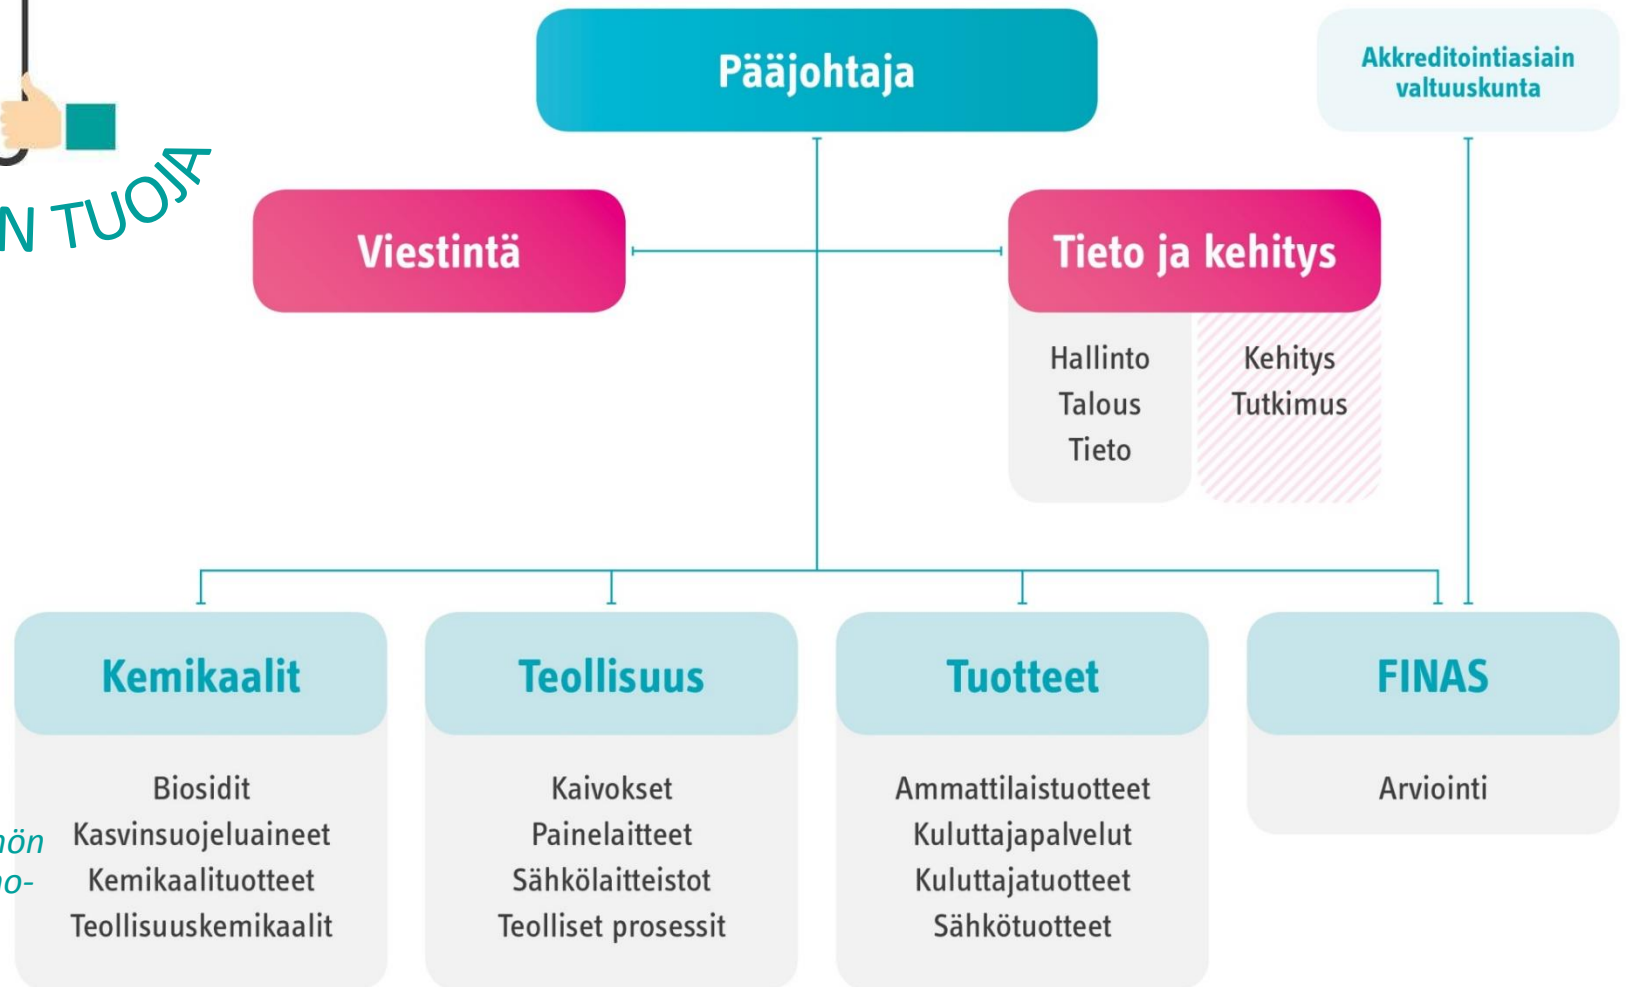 Pääjohtaja
Akkreditointiasiain
valtuuskunta
N TUOJA
Viestintä
Tieto ja kehitys
Hallinto
Talous
Tieto
Kehitys
Tutkimus
Kemikaalit
Biosidit
Kasvinsuojeluaineet
Kemikaalituotteet
Teollisuuskemikaalit
Teollisuus
Kaivokset
Painelaitteet
Sähkölaitteistot
Teolliset prosessit
Tuotteet
Ammattilaistuotteet
Kuluttajapalvelut
Kuluttajatuotteet
Sähkötuotteet
FINAS
Arviointi